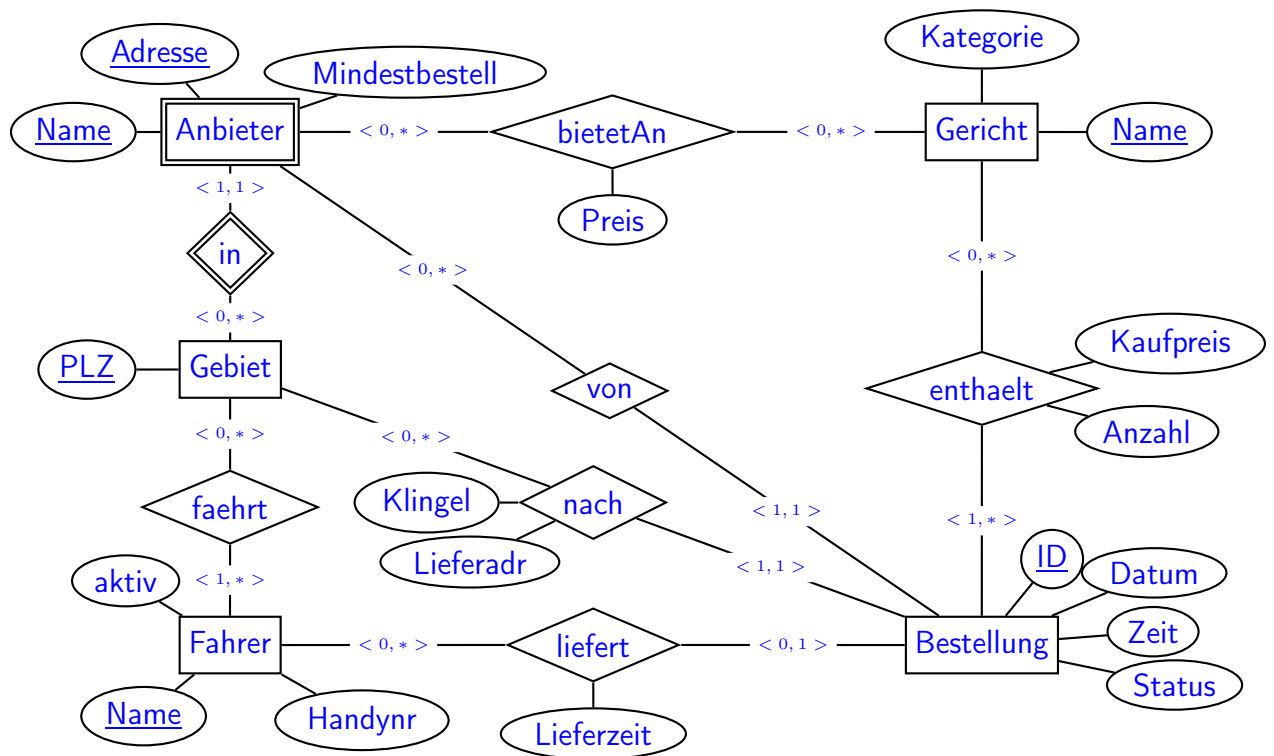 Kategorie
Adresse
Mindestbestell
Name
Anbieter
< 0, ∗ >
bietetAn
< 0, ∗ >
Gericht
Name
< 1, 1 >
Preis
in
< 0, ∗ >
< 0, ∗ >
< 0, ∗ >
PLZ
Gebiet
Kaufpreis
von
enthaelt
< 0, ∗ >
< 0, ∗ >
Anzahl
faehrt
Klingel
nach
< 1, 1 >
< 1, ∗ >
Lieferadr
ID
aktiv
< 1, ∗ >
< 1, 1 >
Datum
Fahrer
< 0, ∗ >
liefert
< 0, 1 >
Bestellung
Zeit
Status
Name
Handynr
Lieferzeit